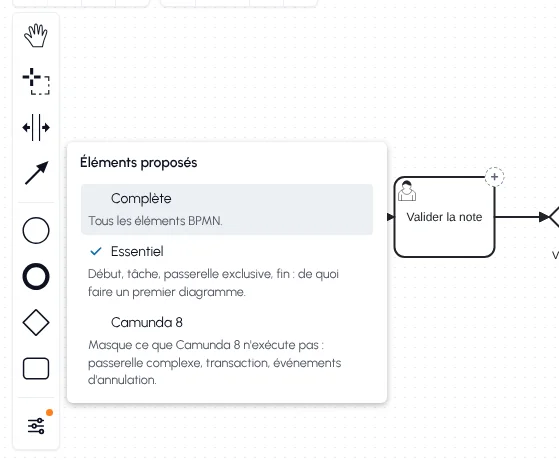 Éléments proposés
Complète
Tous les éléments BPMN.
Essentiel
Début, tâche, passerelle exclusive, fin : de quoi
faire un premier diagramme.
Camunda 8
Masque ce que Camunda 8 n'exécute pas :
passerelle complexe, transaction, événements
d'annulation.
Valider la note